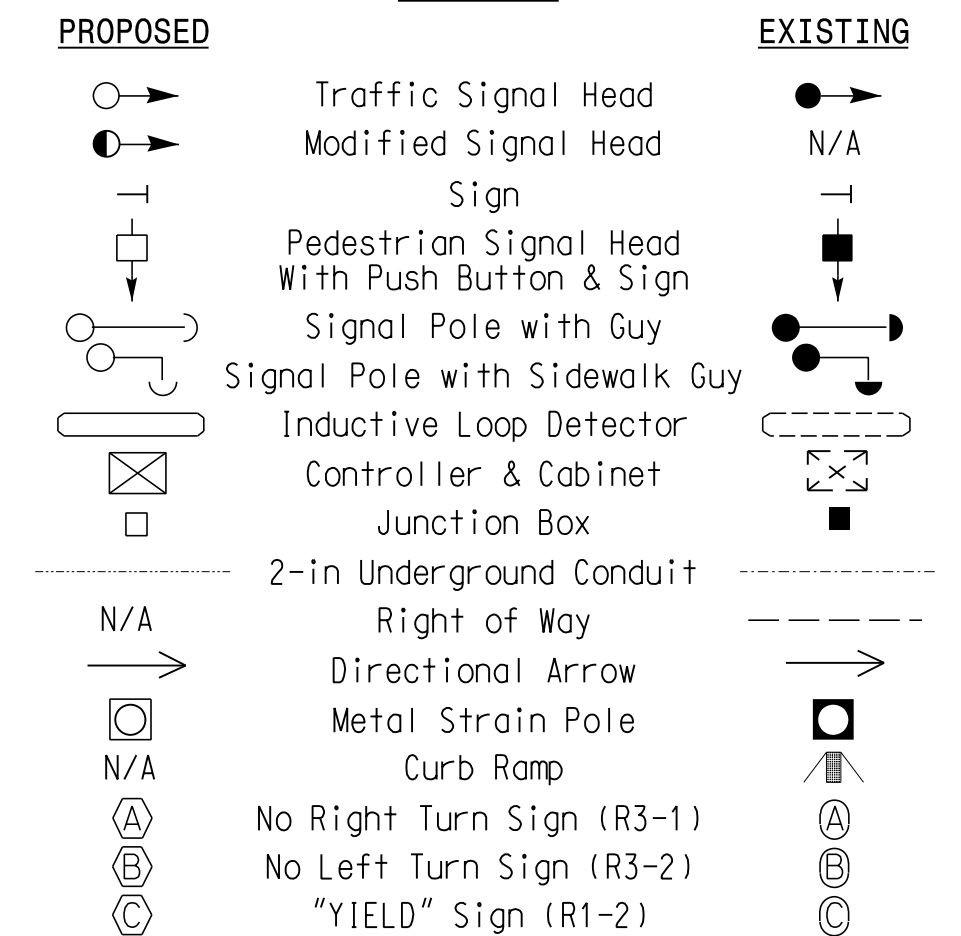 PROPOSED EXISTING
Traffic Signal Head
Modified Signal Head N/A
Sign
Pedestrian Signal Head
With Push Button & Sign
Signal Pole with Guy
Signal Pole with Sidewalk Guy
Inductive Loop Detector
Controller & Cabinet
Junction Box
2-in Underground Conduit
N/A Right of Way
Directional Arrow
Metal Strain Pole
N/A Curb Ramp
A No Right Turn Sign (R3-1) A
B No Left Turn Sign (R3-2) B
C "YIELD" Sign (R1-2) C